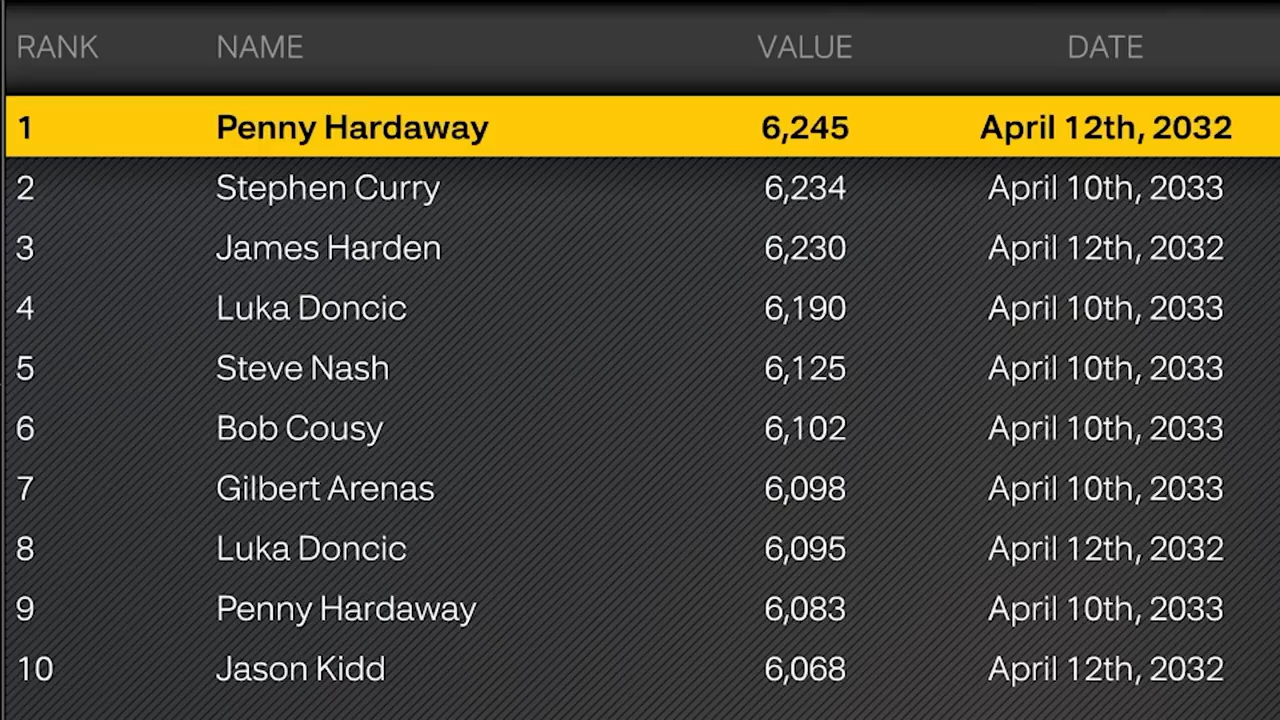 RANK NAME VALUE DATE
1 Penny Hardaway 6,245 April 12th, 2032
2 Stephen Curry 6,234 April 10th, 2033
3 James Harden 6,230 April 12th, 2032
4 Luka Doncic 6,190 April 10th, 2033
5 Steve Nash 6,125 April 10th, 2033
6 Bob Cousy 6,102 April 10th, 2033
7 Gilbert Arenas 6,098 April 10th, 2033
8 Luka Doncic 6,095 April 12th, 2032
9 Penny Hardaway 6,083 April 10th, 2033
10 Jason Kidd 6,068 April 12th, 2032